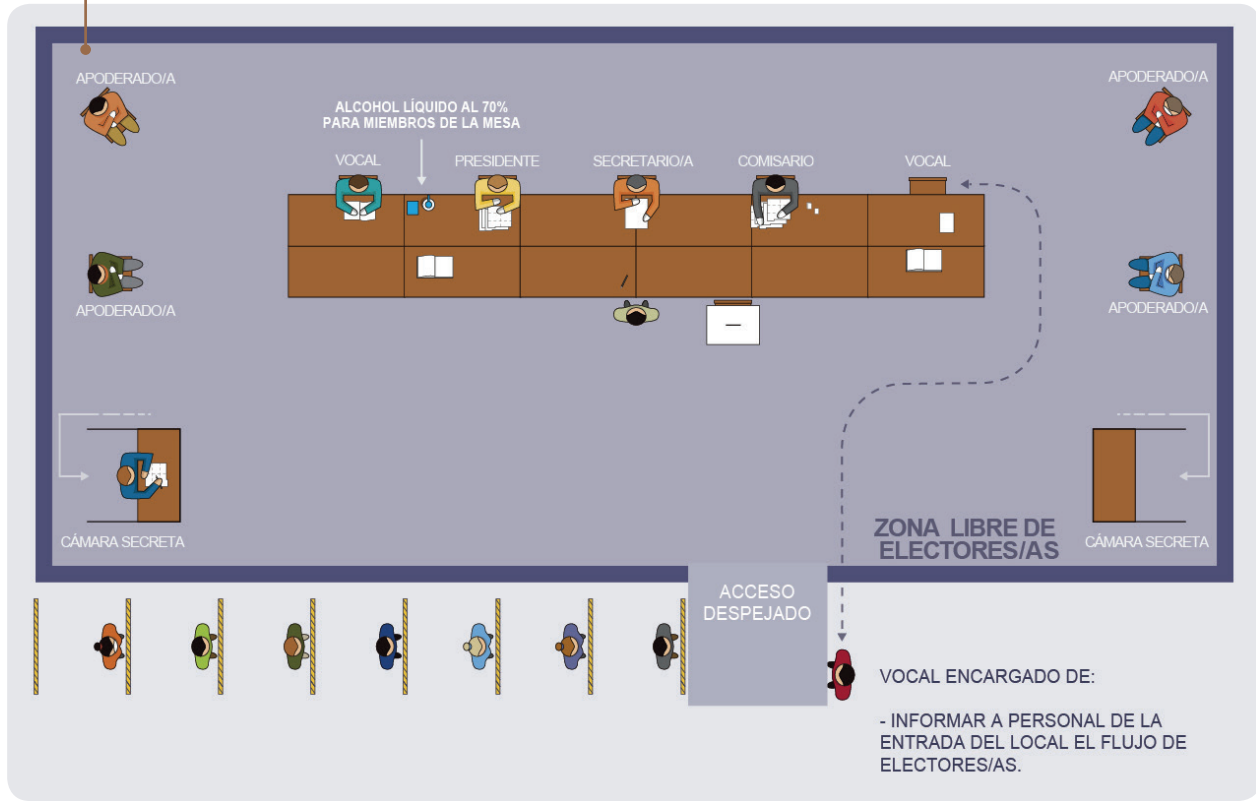 APODERADO/A
APODERADO/A
ALCOHOL LÍQUIDO AL 70%
PARA MIEMBROS DE LA MESA
VOCAL
PRESIDENTE
SECRETARIO/A
COMISARIO
VOCAL
APODERADO/A
APODERADO/A
CÁMARA SECRETA
ZONA LIBRE DE
ELECTORES/AS
CÁMARA SECRETA
ACCESO
DESPEJADO
VOCAL ENCARGADO DE:
- INFORMAR A PERSONAL DE LA
ENTRADA DEL LOCAL EL FLUJO DE
ELECTORES/AS.